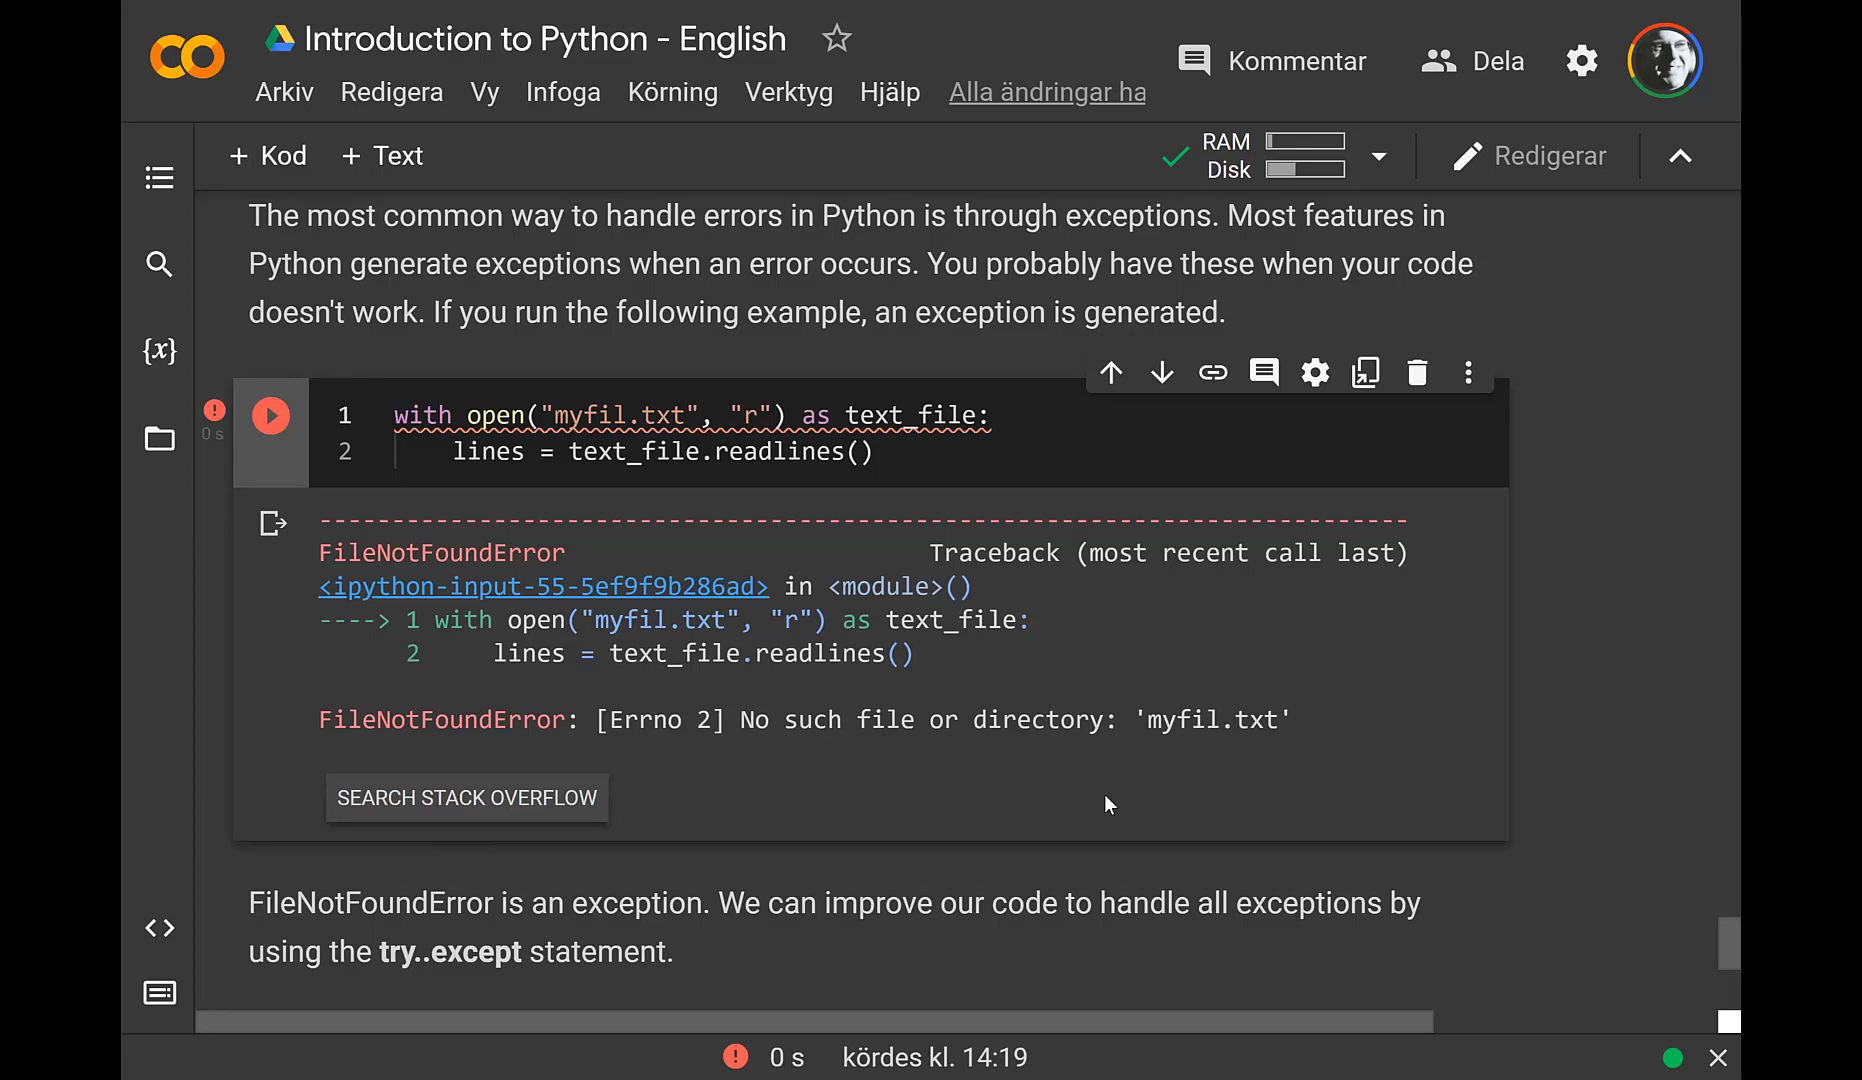 Introduction to Python - English
Kommentar
Dela
Arkiv Redigera Vy Infoga Körning Verktyg Hjälp Alla ändringar ha
+ Kod + Text
RAM
Disk
Redigerar
The most common way to handle errors in Python is through exceptions. Most features in
Python generate exceptions when an error occurs. You probably have these when your code
doesn't work. If you run the following example, an exception is generated.
{x}
0 s
1 with open("myfil.txt", "r") as text_file:
2 lines = text_file.readlines()
--------------------------------------------------------------------------
FileNotFoundError Traceback (most recent call last)
<ipython-input-55-5ef9f9b286ad> in <module>()
----> 1 with open("myfil.txt", "r") as text_file:
2 lines = text_file.readlines()
FileNotFoundError: [Errno 2] No such file or directory: 'myfil.txt'
SEARCH STACK OVERFLOW
FileNotFoundError is an exception. We can improve our code to handle all exceptions by
using the try..except statement.
0 s kördes kl. 14:19